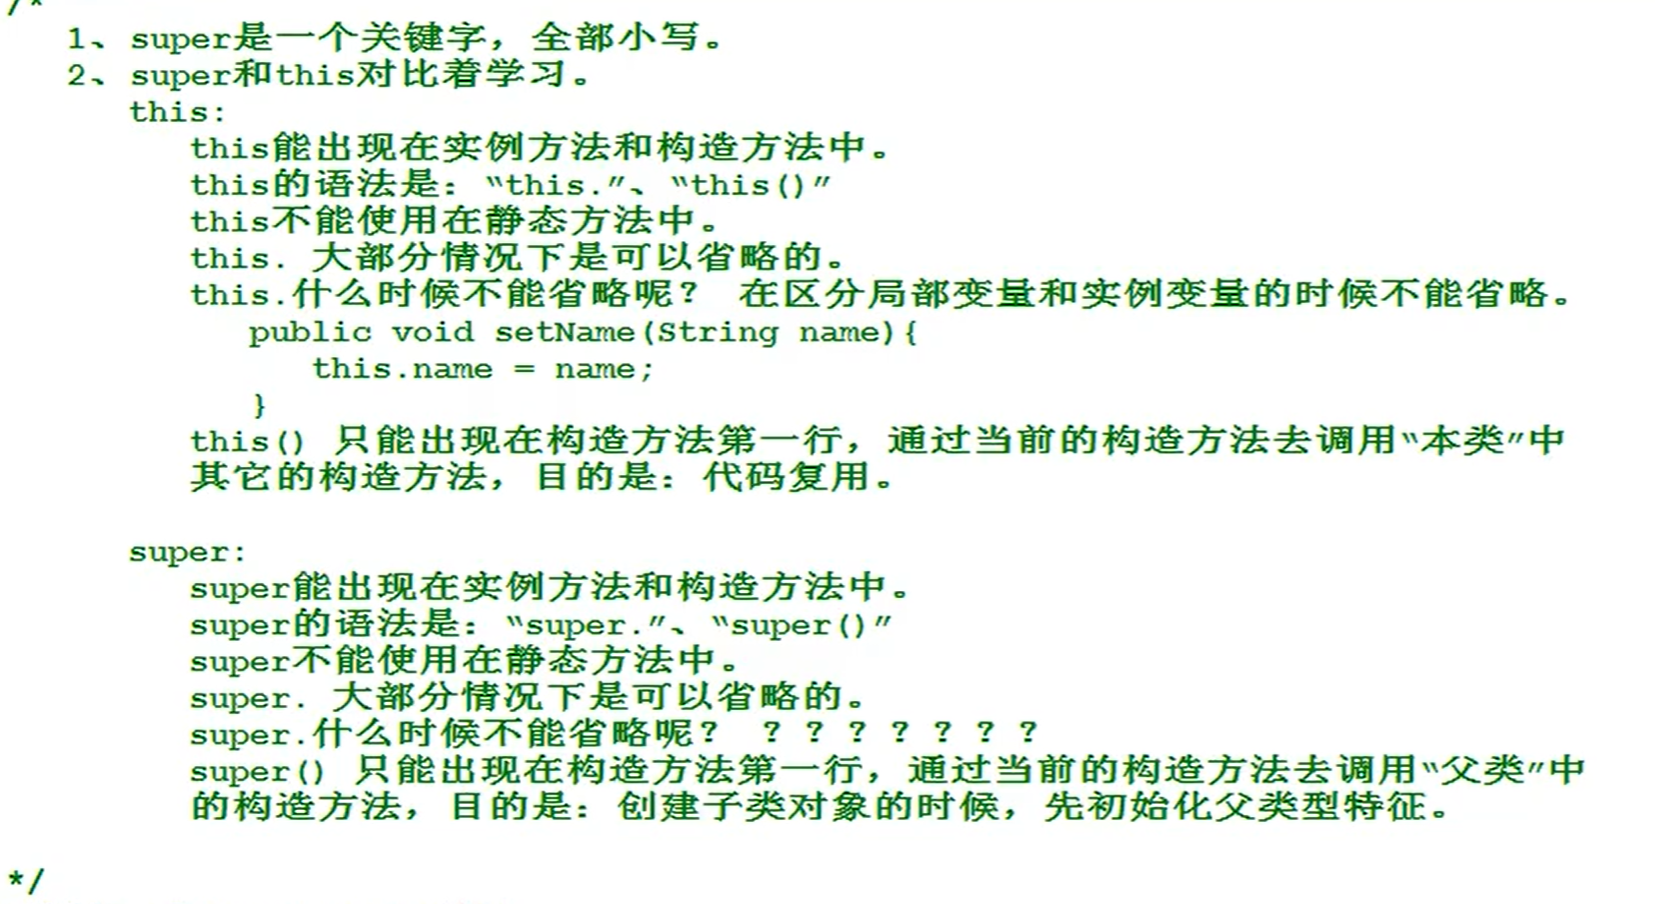 /*
1、super是一个关键字，全部小写。
2、super和this对比着学习。
this:
this能出现在实例方法和构造方法中。
this的语法是：“this.”、“this()”
this不能使用在静态方法中。
this. 大部分情况下是可以省略的。
this.什么时候不能省略呢？ 在区分局部变量和实例变量的时候不能省略。
public void setName(String name){
this.name = name;
}
this() 只能出现在构造方法第一行，通过当前的构造方法去调用“本类”中
其它的构造方法，目的是：代码复用。
super:
super能出现在实例方法和构造方法中。
super的语法是：“super.”、“super()”
super不能使用在静态方法中。
super. 大部分情况下是可以省略的。
super.什么时候不能省略呢？ ？？？？？？？
super() 只能出现在构造方法第一行，通过当前的构造方法去调用“父类”中
的构造方法，目的是：创建子类对象的时候，先初始化父类型特征。
*/